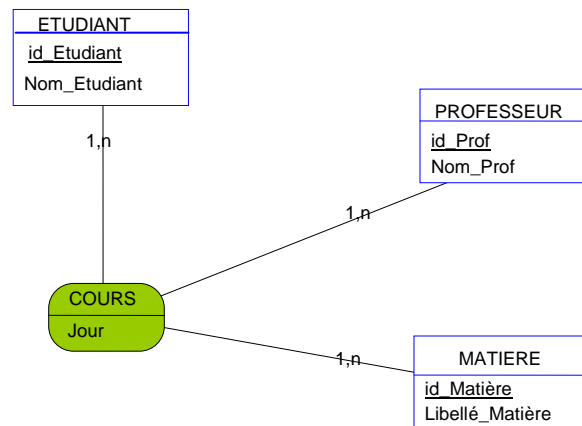 ETUDIANT
id_Etudiant
Nom_Etudiant
1,n
PROFESSEUR
id_Prof
Nom_Prof
1,n
COURS
Jour
1,n
MATIERE
id_Matière
Libellé_Matière